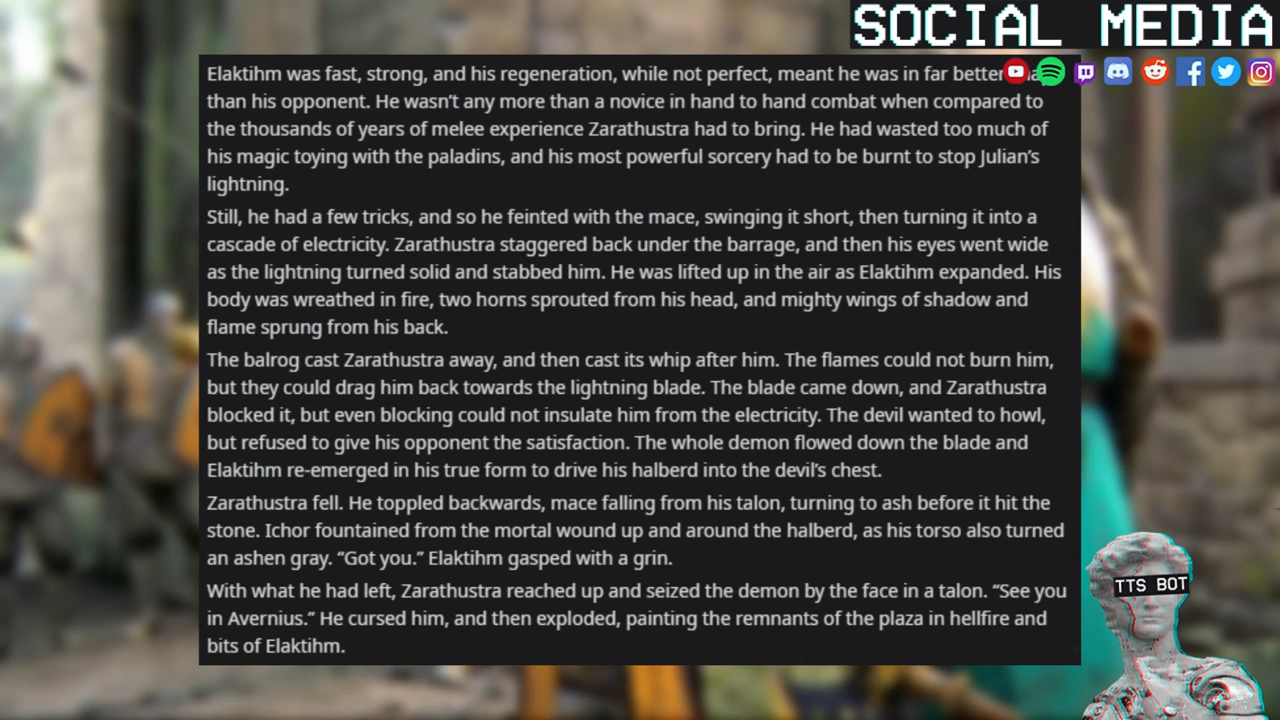 SOCIAL MEDIA
Elaktihm was fast, strong, and his regeneration, while not perfect, meant he was in far better
than his opponent. He wasn't any more than a novice in hand to hand combat when compared to
the thousands of years of melee experience Zarathustra had to bring. He had wasted too much of
his magic toying with the paladins, and his most powerful sorcery had to be burnt to stop Julian's
lightning.
Still, he had a few tricks, and so he feinted with the mace, swinging it short, then turning it into a
cascade of electricity. Zarathustra staggered back under the barrage, and then his eyes went wide
as the lightning turned solid and stabbed him. He was lifted up in the air as Elaktihm expanded. His
body was wreathed in fire, two horns sprouted from his head, and mighty wings of shadow and
flame sprung from his back.
The balrog cast Zarathustra away, and then cast its whip after him. The flames could not burn him,
but they could drag him back towards the lightning blade. The blade came down, and Zarathustra
blocked it, but even blocking could not insulate him from the electricity. The devil wanted to howl,
but refused to give his opponent the satisfaction. The whole demon flowed down the blade and
Elaktihm re-emerged in his true form to drive his halberd into the devil's chest.
Zarathustra fell. He toppled backwards, mace falling from his talon, turning to ash before it hit the
stone. Ichor fountained from the mortal wound up and around the halberd, as his torso also turned
an ashen gray. “Got you.” Elaktihm gasped with a grin.
With what he had left, Zarathustra reached up and seized the demon by the face in a talon. “See you
in Avernius.” He cursed him, and then exploded, painting the remnants of the plaza in hellfire and
bits of Elaktihm.
TTS BOT